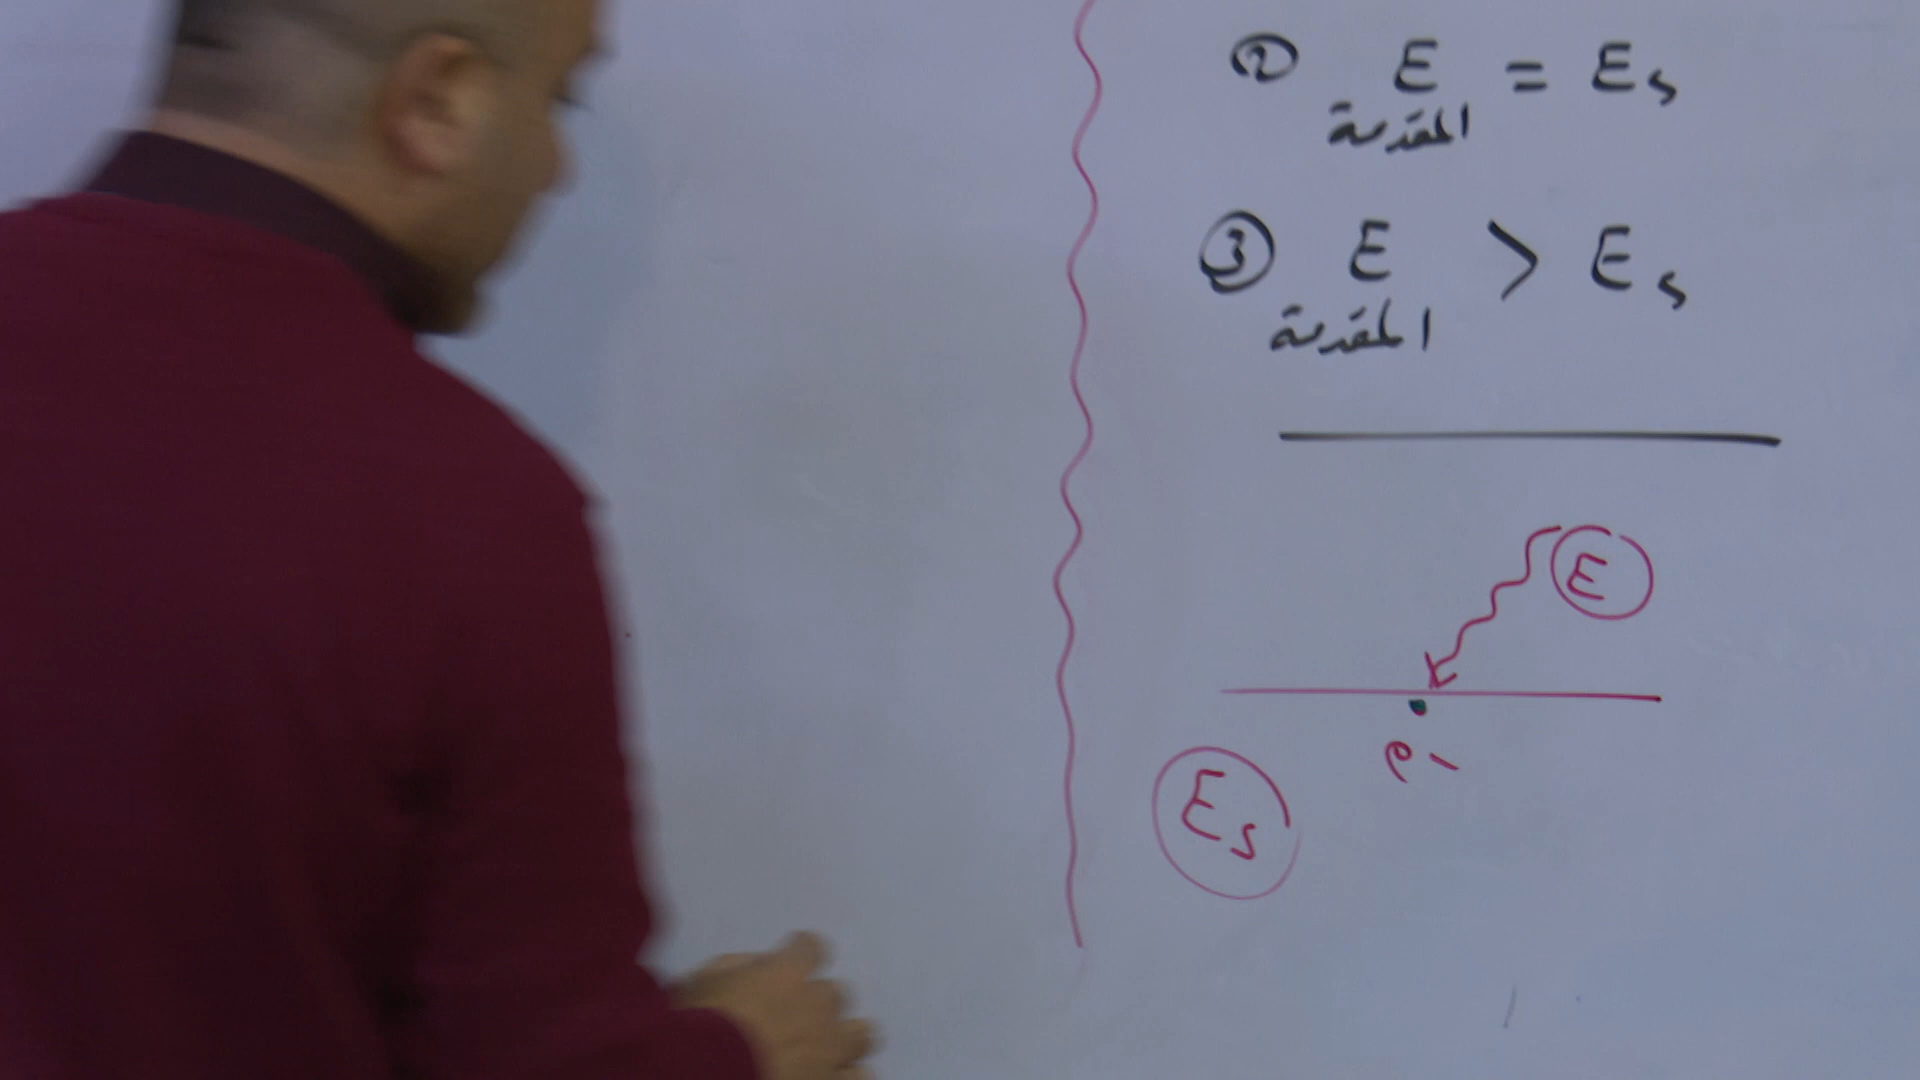 ② E = Es
المقدمة
③ E > Es
المقدمة
E
e-
Es